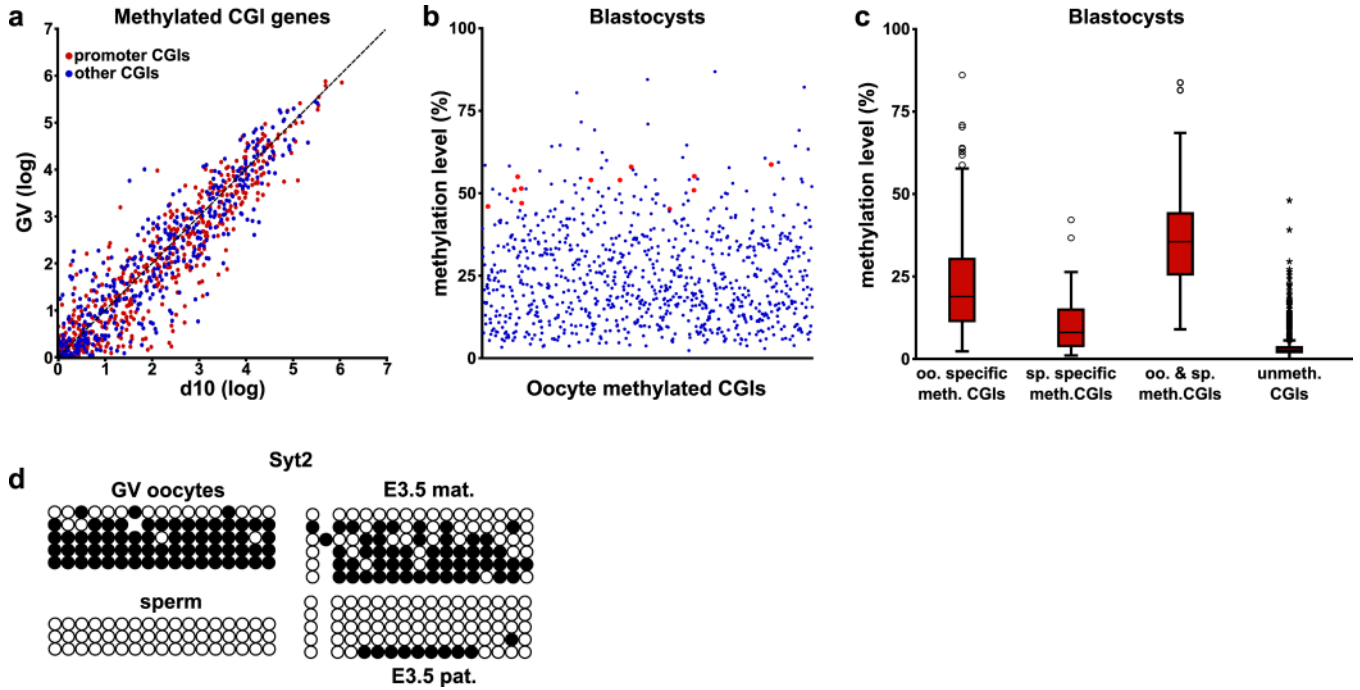 a
Methylated CGI genes
promoter CGIs
other CGIs
GV (log)
7
6
5
4
3
2
1
0
0 1 2 3 4 5 6 7
d10 (log)
b
Blastocysts
methylation level (%)
100
75
50
25
0
Oocyte methylated CGIs
c
Blastocysts
methylation level (%)
100
75
50
25
0
oo. specific
meth. CGIs
sp. specific
meth.CGIs
oo. & sp.
meth.CGIs
unmeth.
CGIs
d
Syt2
GV oocytes
E3.5 mat.
sperm
E3.5 pat.